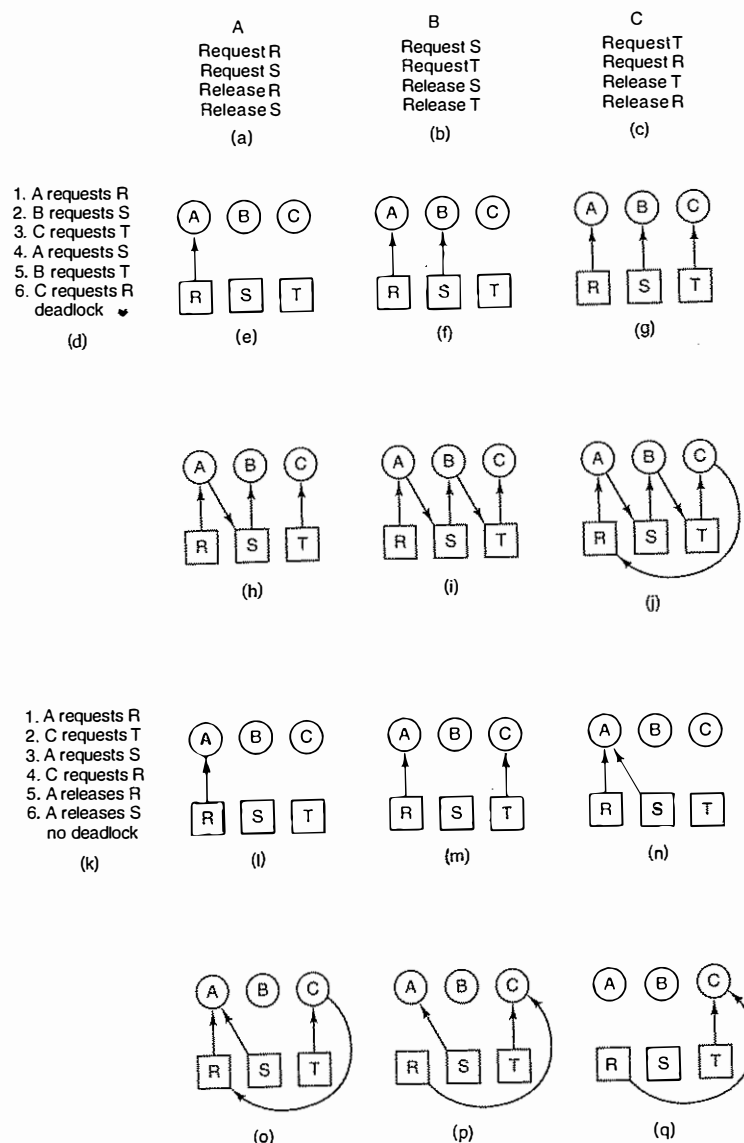 A B C
Request R Request S Request T
Request S Request T Request R
Release R Release S Release T
Release S Release T Release R
(a) (b) (c)
1. A requests R
2. B requests S
3. C requests T
4. A requests S
5. B requests T
6. C requests R
deadlock
(d)
A B C
R S T
(e)
A B C
R S T
(f)
A B C
R S T
(g)
A B C
R S T
(h)
A B C
R S T
(i)
A B C
R S T
(j)
1. A requests R
2. C requests T
3. A requests S
4. C requests R
5. A releases R
6. A releases S
no deadlock
(k)
A B C
R S T
(l)
A B C
R S T
(m)
A B C
R S T
(n)
A B C
R S T
(o)
A B C
R S T
(p)
A B C
R S T
(q)